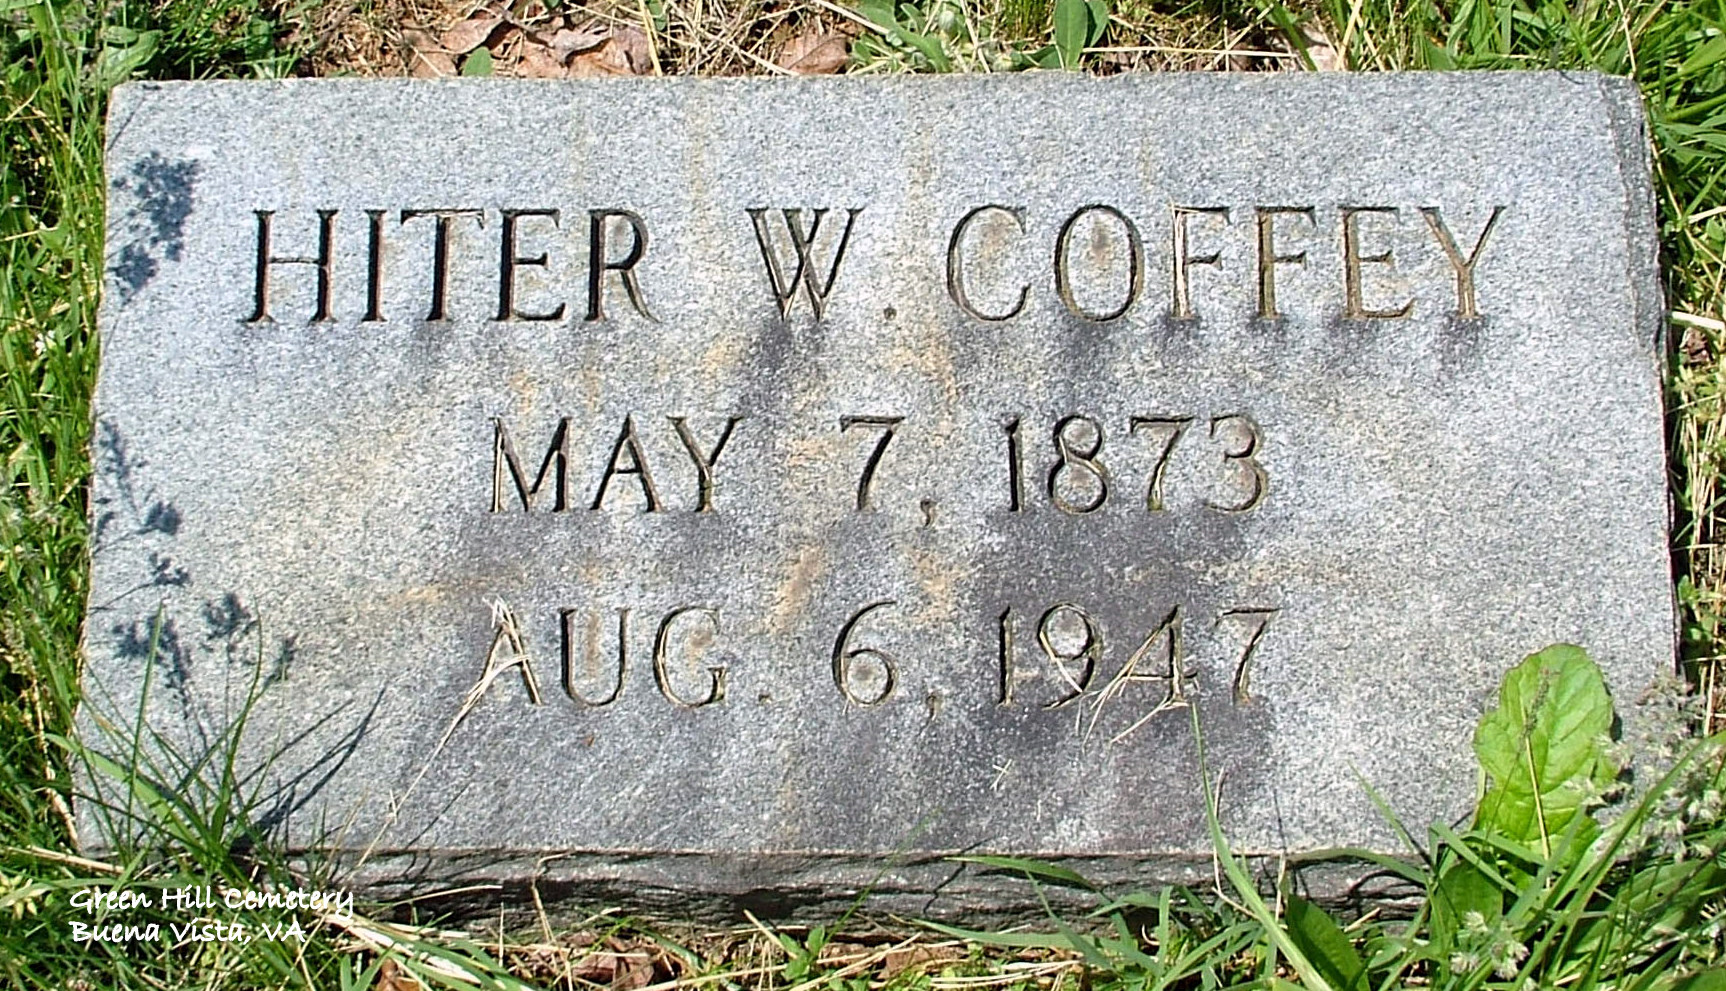 HITER W. COFFEY
MAY 7, 1873
AUG. 6, 1947
Green Hill Cemetery
Buena Vista, VA